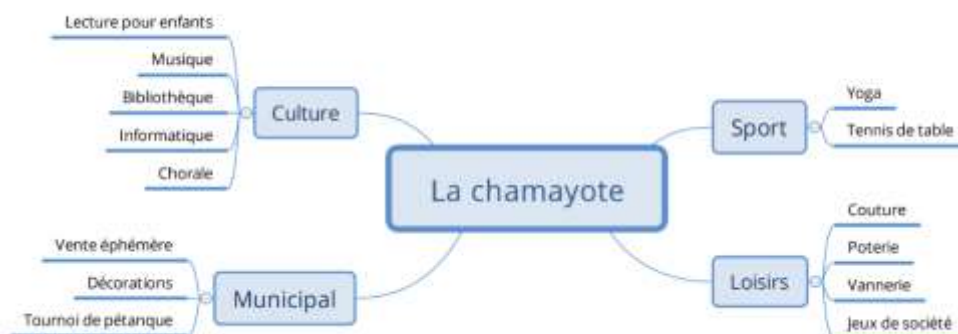 La chamayote
Culture
Lecture pour enfants
Musique
Bibliothèque
Informatique
Chorale
Municipal
Vente éphémère
Décorations
Tournoi de pétanque
Sport
Yoga
Tennis de table
Loisirs
Couture
Poterie
Vannerie
Jeux de société